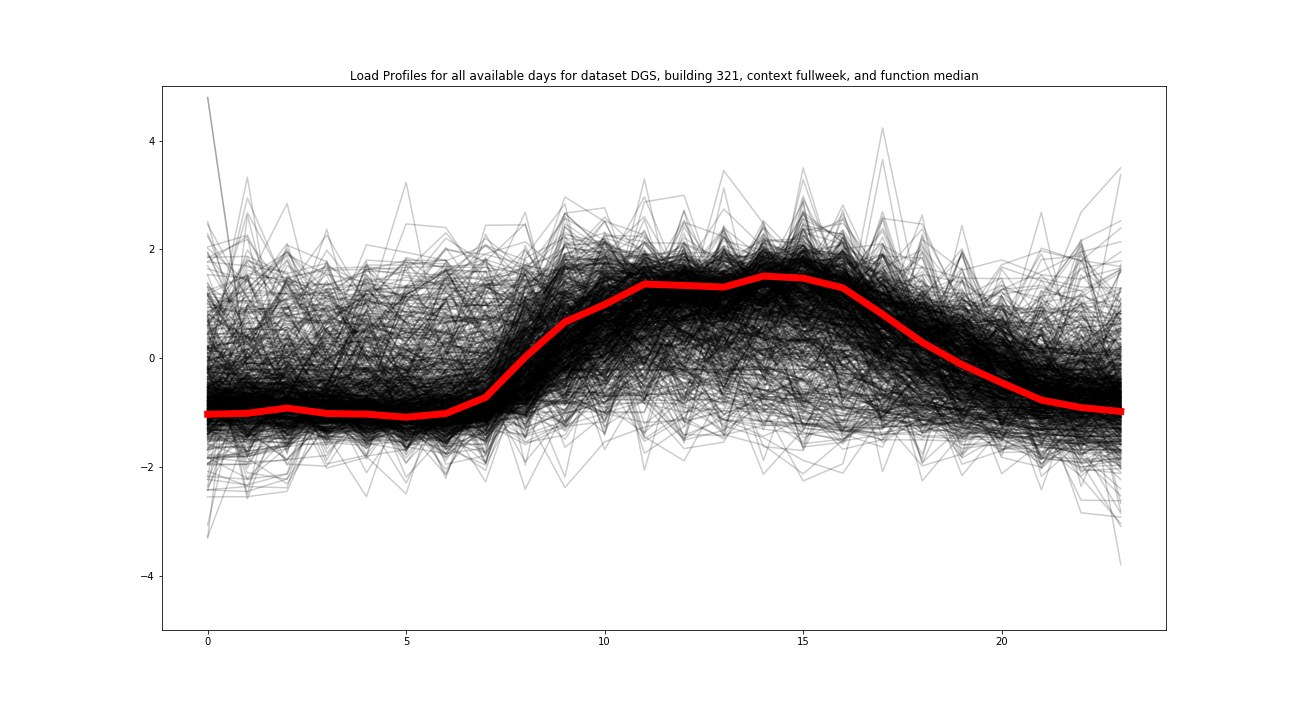 Load Profiles for all available days for dataset DGS, building 321, context fullweek, and function median
4
2
0
−2
−4
0 5 10 15 20